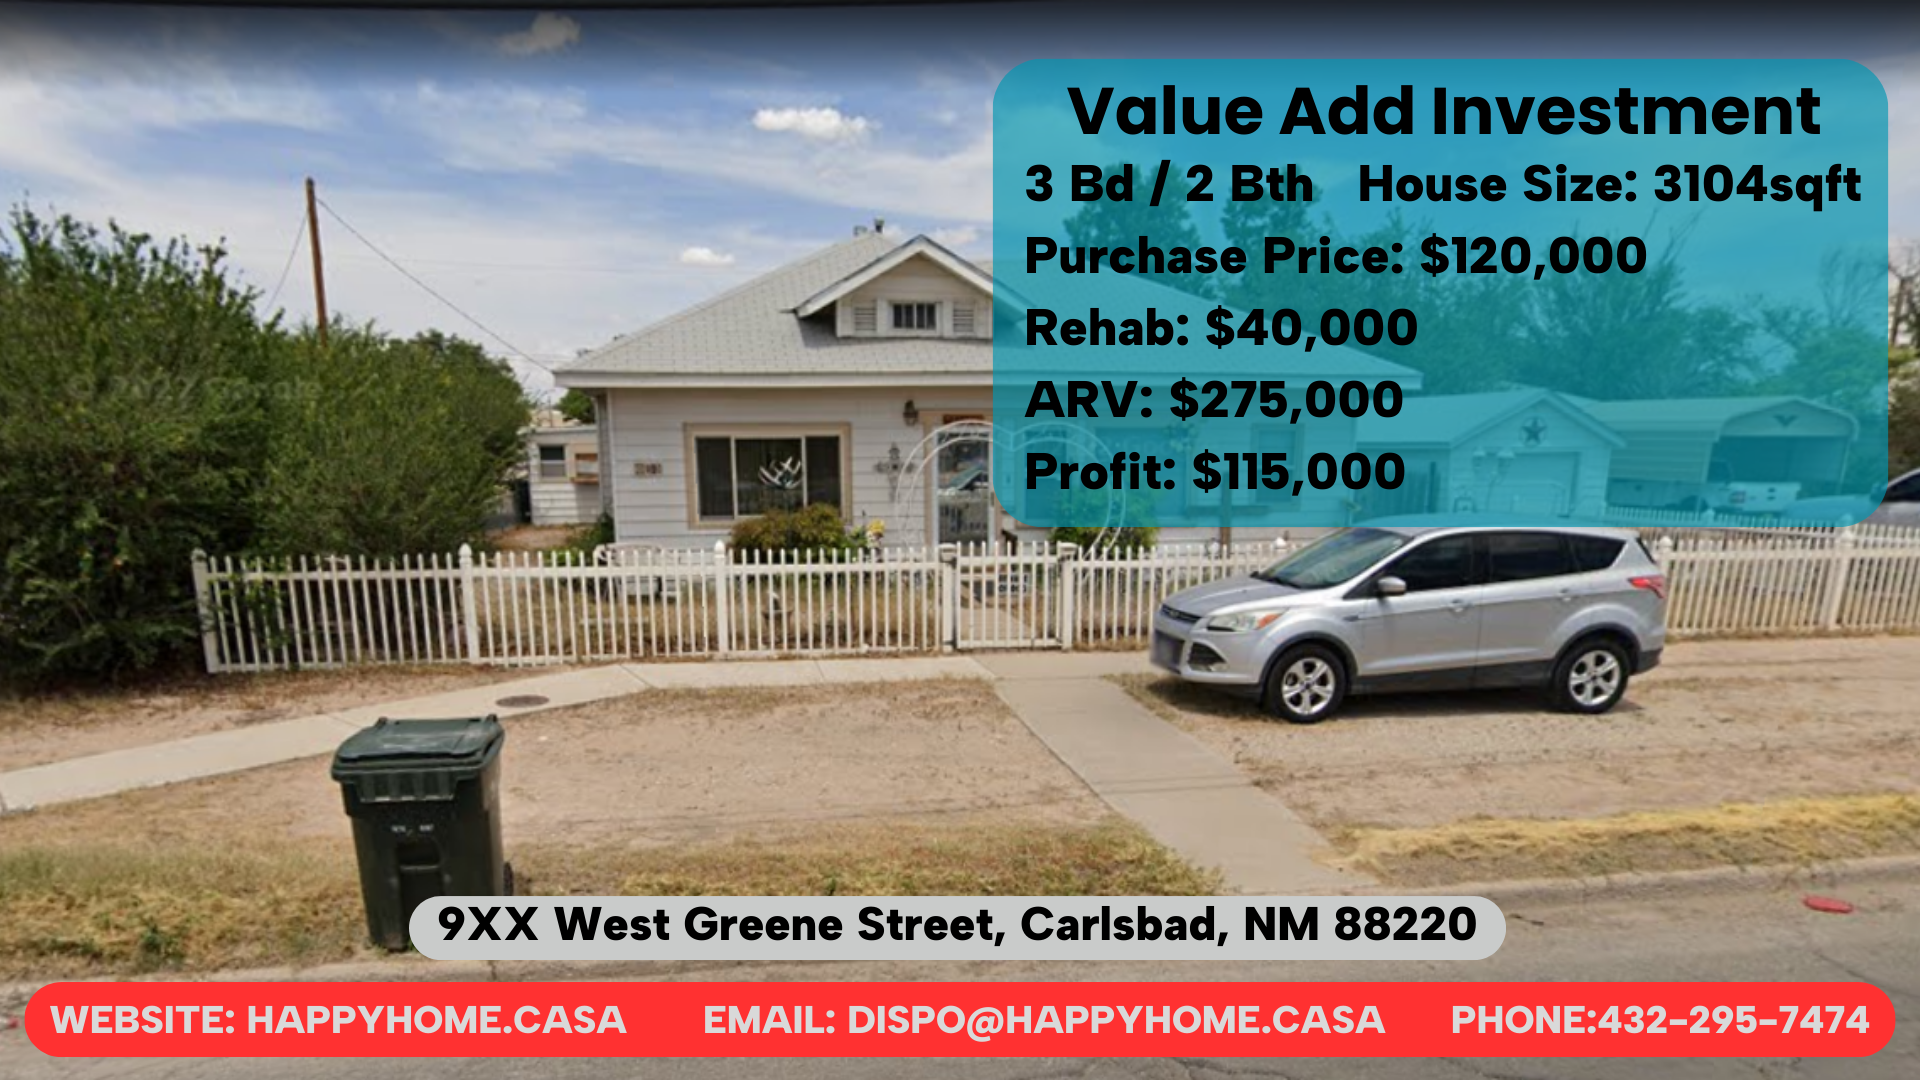 Value Add Investment
3 Bd / 2 Bth House Size: 3104sqft
Purchase Price: $120,000
Rehab: $40,000
ARV: $275,000
Profit: $115,000
9XX West Greene Street, Carlsbad, NM 88220
WEBSITE: HAPPYHOME.CASA EMAIL: DISPO@HAPPYHOME.CASA PHONE:432-295-7474